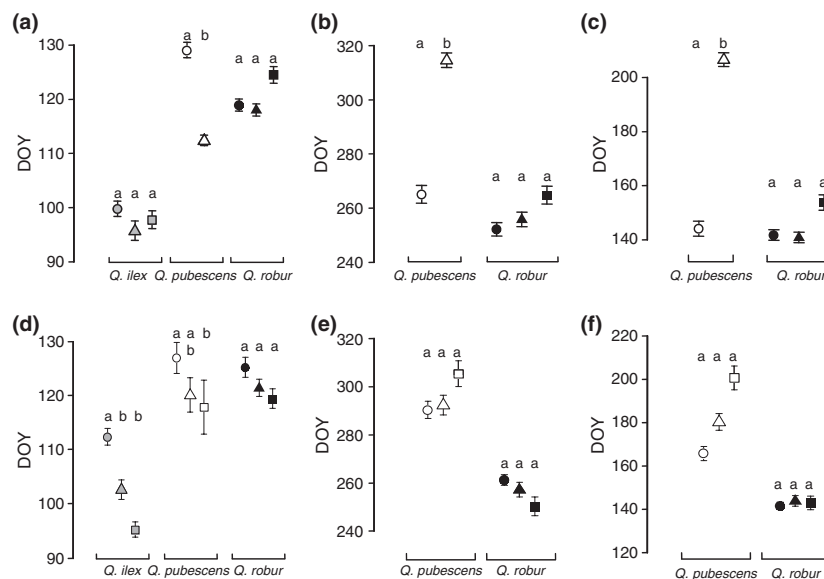 (a)
130
120
110
100
90
DOY
a a a
a b
a a a
Q. ilex Q. pubescens Q. robur
(b)
320
300
280
260
240
DOY
a b
a a a
Q. pubescens Q. robur
(c)
200
180
160
140
DOY
a b
a a a
Q. pubescens Q. robur
(d)
130
120
110
100
90
DOY
a b b
a a b
b
a a a
Q. ilex Q. pubescens Q. robur
(e)
320
300
280
260
240
DOY
a a a
a a a
Q. pubescens Q. robur
(f)
220
200
180
160
140
120
DOY
a a a
a a a
Q. pubescens Q. robur